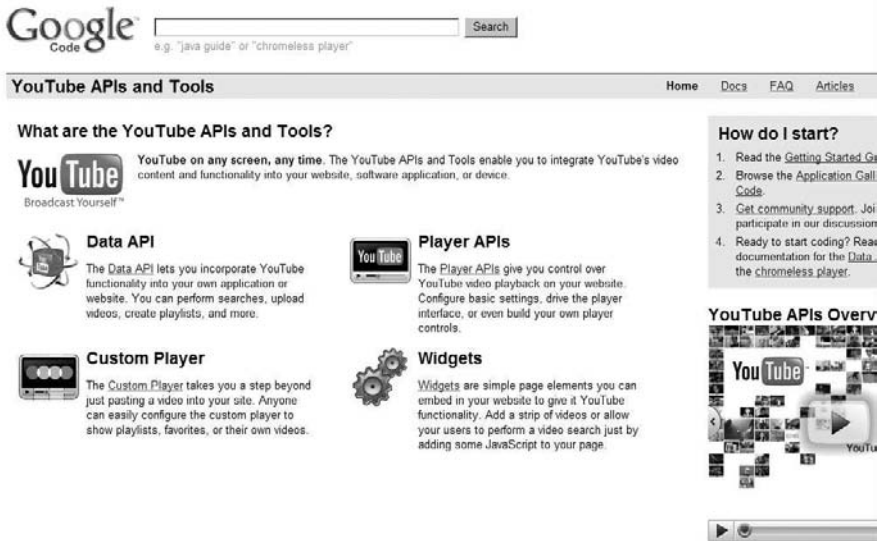 Google
Code
Search
e.g. "java guide" or "chromeless player"
YouTube APIs and Tools
Home Docs FAQ Articles
What are the YouTube APIs and Tools?
You Tube
Broadcast Yourself™
YouTube on any screen, any time. The YouTube APIs and Tools enable you to integrate YouTube's video
content and functionality into your website, software application, or device.
Data API
The Data API lets you incorporate YouTube
functionality into your own application or
website. You can perform searches, upload
videos, create playlists, and more.
You Tube
Player APIs
The Player APIs give you control over
YouTube video playback on your website.
Configure basic settings, drive the player
interface, or even build your own player
controls.
Custom Player
The Custom Player takes you a step beyond
just pasting a video into your site. Anyone
can easily configure the custom player to
show playlists, favorites, or their own videos.
Widgets
Widgets are simple page elements you can
embed in your website to give it YouTube
functionality. Add a strip of videos or allow
your users to perform a video search just by
adding some JavaScript to your page.
How do I start?
1. Read the Getting Started
2. Browse the Application
Code.
3. Get community support.
participate in our
4. Ready to start coding?
documentation for the Data
the chromeless player.
YouTube APIs
You Tube